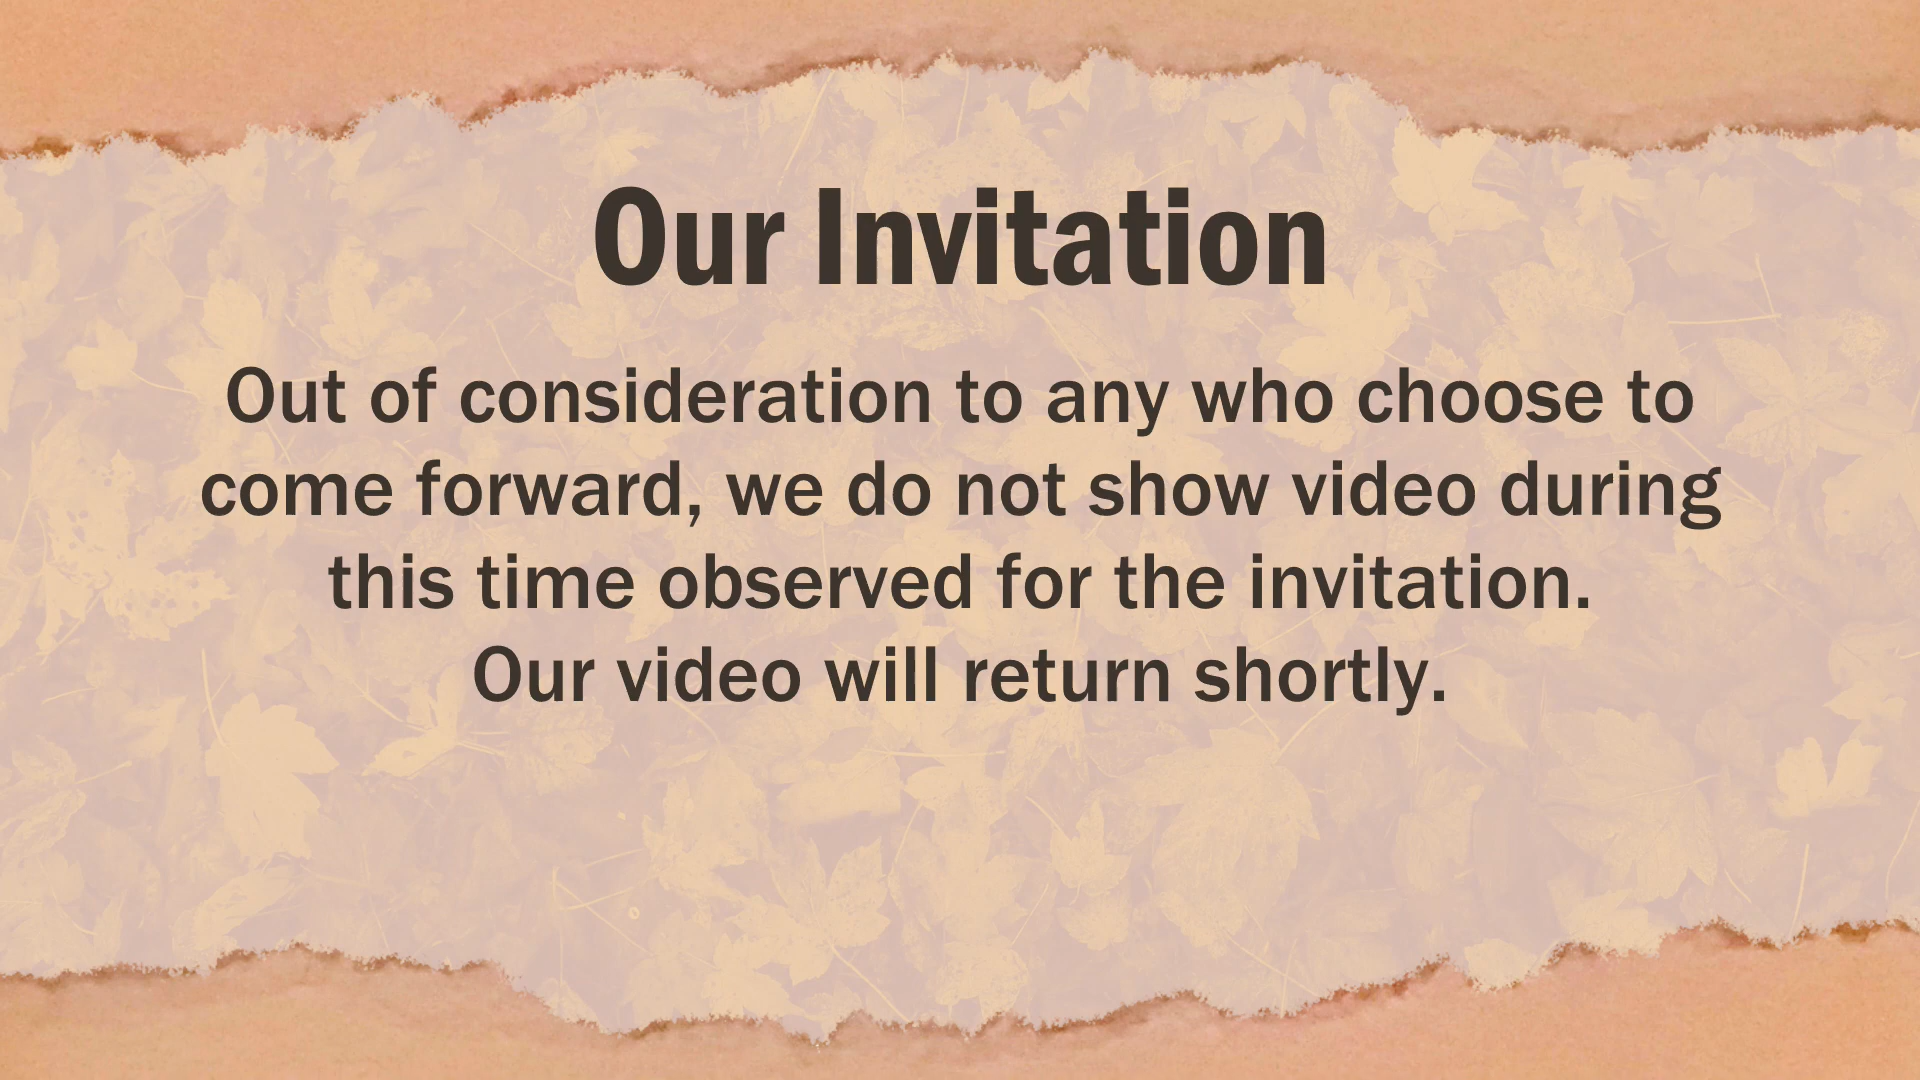 Our Invitation
Out of consideration to any who choose to
come forward, we do not show video during
this time observed for the invitation.
Our video will return shortly.